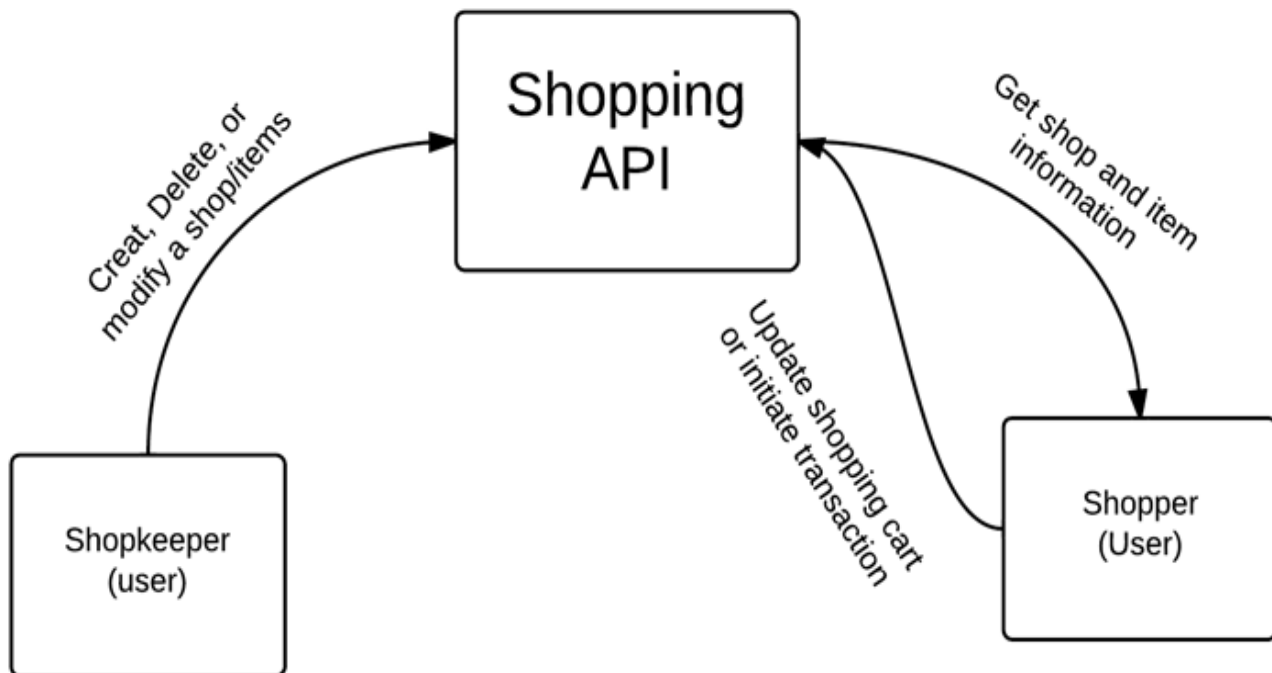 Shopping
API
Creat, Delete, or
modify a shop/items
Get shop and item
information
Update shopping cart
or initiate transaction
Shopkeeper
(user)
Shopper
(User)